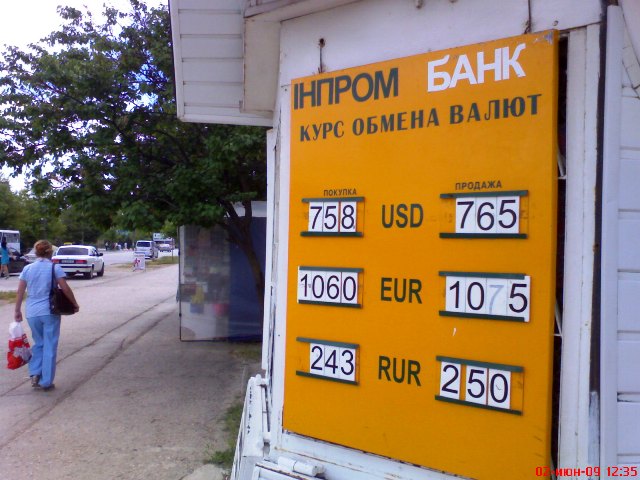 ІНПРОМ БАНК
КУРС ОБМЕНА ВАЛЮТ
ПОКУПКА ПРОДАЖА
758 USD 765
1060 EUR 1075
243 RUR 250
02-июн-09 12:35